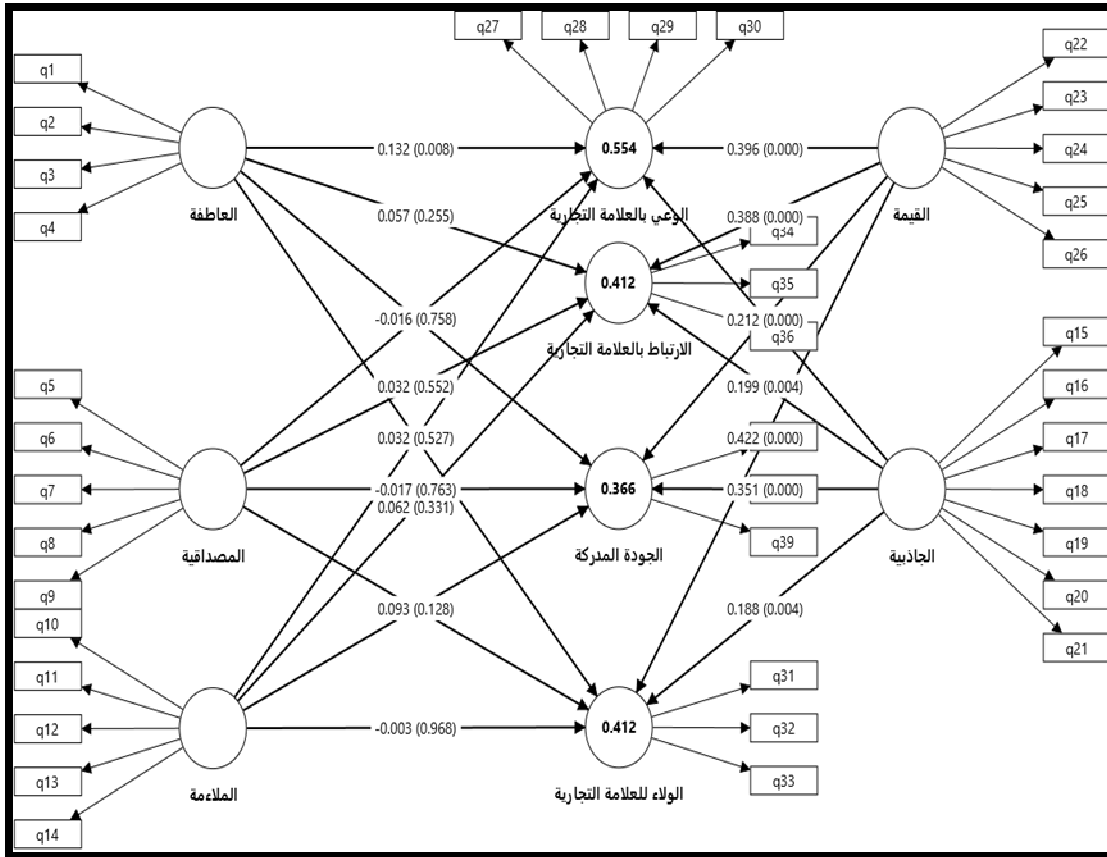 q27
q28
q29
q30
q1
q2
q3
q4
العاطفة
0.132 (0.008)
0.554
الوعي بالعلامة التجارية
0.396 (0.000)
القيمة
q22
q23
q24
q25
q26
0.057 (0.255)
0.388 (0.000)
q34
0.412
q35
الارتباط بالعلامة التجارية
-0.016 (0.758)
0.212 (0.000)
q36
q5
q6
q7
q8
q9
المصداقية
0.032 (0.552)
0.199 (0.004)
0.032 (0.527)
0.422 (0.000)
-0.017 (0.763)
0.366
0.351 (0.000)
0.062 (0.331)
q39
الجودة المدركة
الجاذبية
q15
q16
q17
q18
q19
q20
q21
0.093 (0.128)
0.188 (0.004)
q10
q11
q12
q13
q14
الملاءمة
-0.003 (0.968)
0.412
q31
q32
q33
الولاء للعلامة التجارية